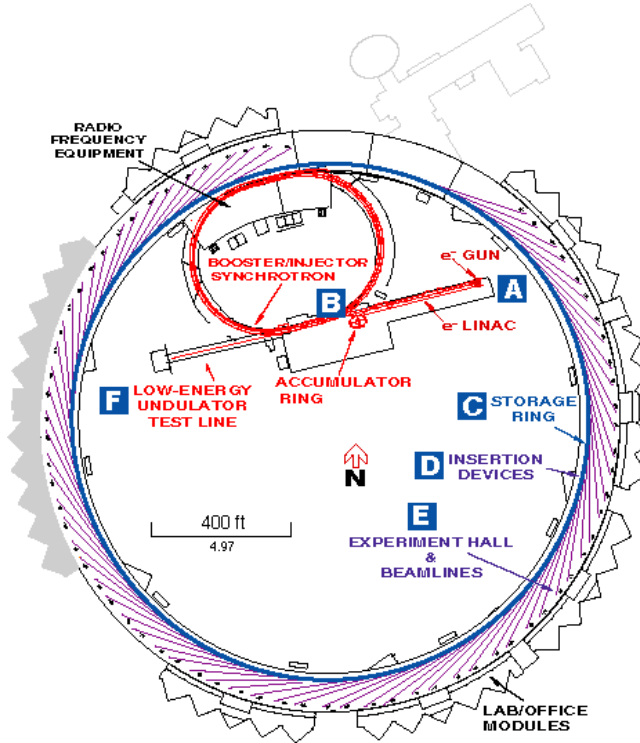 RADIO
FREQUENCY
EQUIPMENT
BOOSTER/INJECTOR
SYNCHROTRON
e⁻ GUN
A
B
e⁻ LINAC
ACCUMULATOR
RING
F
LOW-ENERGY
UNDULATOR
TEST LINE
C
STORAGE
RING
D
INSERTION
DEVICES
N
E
EXPERIMENT HALL
&
BEAMLINES
400 ft
4.97
LAB/OFFICE
MODULES